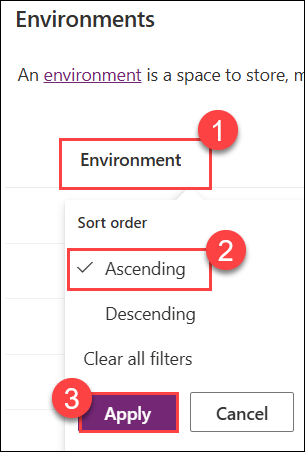 Environments
An environment is a space to store, m
1
Environment
Sort order
2
Ascending
Descending
Clear all filters
3
Apply Cancel